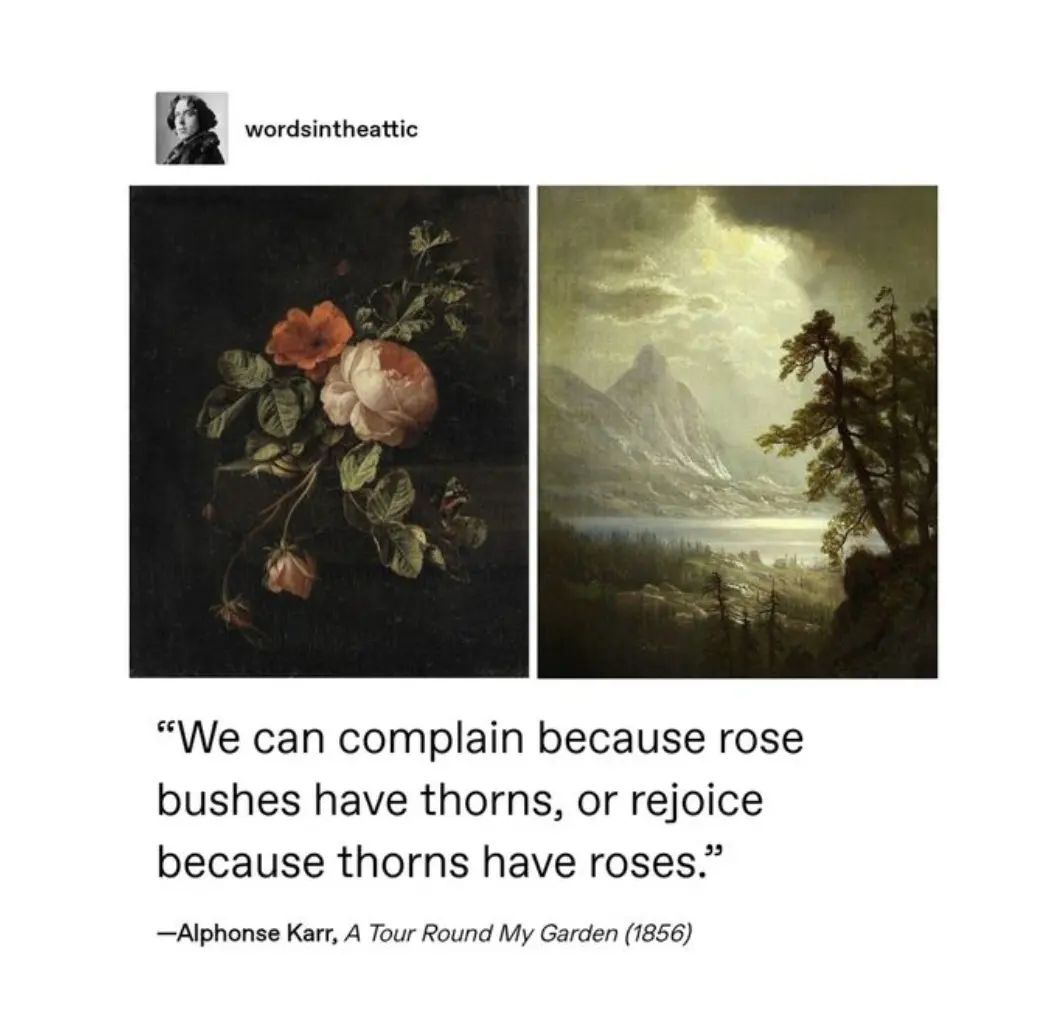 wordsintheattic
“We can complain because rose
bushes have thorns, or rejoice
because thorns have roses.”
—Alphonse Karr, A Tour Round My Garden (1856)